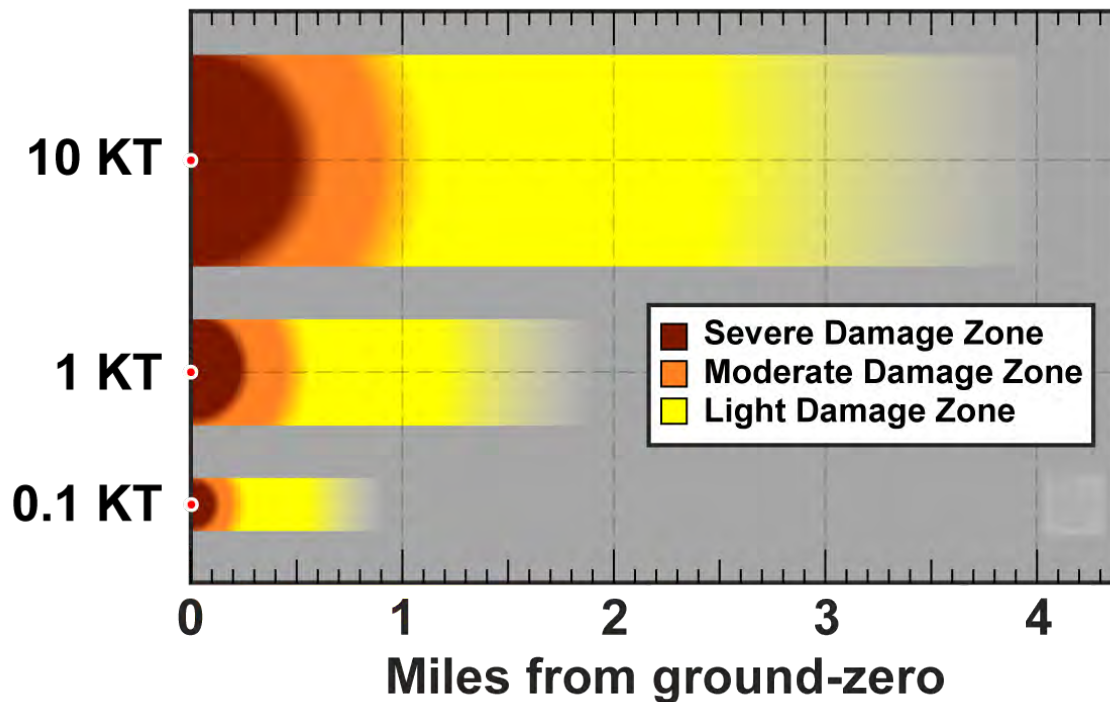 10 KT
1 KT
0.1 KT
Severe Damage Zone
Moderate Damage Zone
Light Damage Zone
0 1 2 3 4
Miles from ground-zero